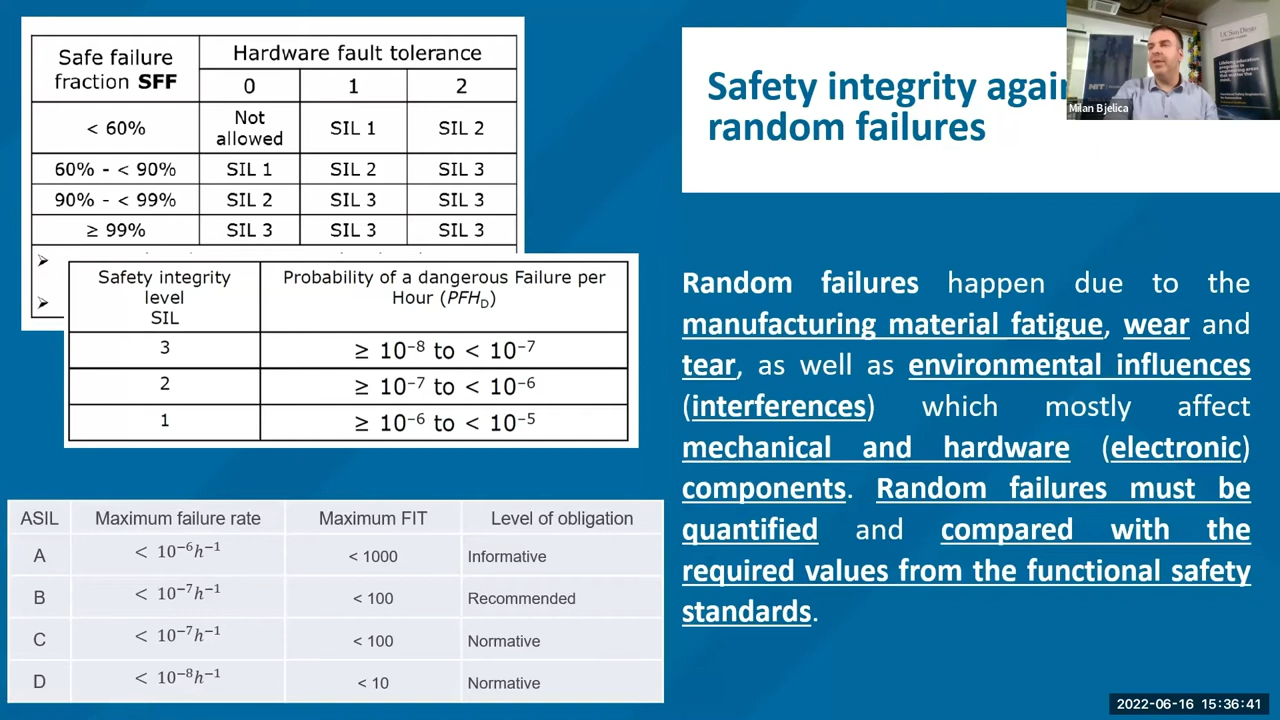 Safe failure fraction SFF
Hardware fault tolerance
0 1 2
< 60% Not allowed SIL 1 SIL 2
60% - < 90% SIL 1 SIL 2 SIL 3
90% - < 99% SIL 2 SIL 3 SIL 3
≥ 99% SIL 3 SIL 3 SIL 3
Safety integrity
level
SIL
Probability of a dangerous Failure per
Hour (PFH_D)
3 ≥ 10⁻⁸ to < 10⁻⁷
2 ≥ 10⁻⁷ to < 10⁻⁶
1 ≥ 10⁻⁶ to < 10⁻⁵
ASIL Maximum failure rate Maximum FIT Level of obligation
A < 10⁻⁶h⁻¹ < 1000 Informative
B < 10⁻⁷h⁻¹ < 100 Recommended
C < 10⁻⁷h⁻¹ < 100 Normative
D < 10⁻⁸h⁻¹ < 10 Normative
Safety integrity agai
random failures
Milan Bjelica
NIT
UC San Diego
Random failures happen due to the
manufacturing material fatigue, wear and
tear, as well as environmental influences
(interferences) which mostly affect
mechanical and hardware (electronic)
components. Random failures must be
quantified and compared with the
required values from the functional safety
standards.
2022-06-16 15:36:41